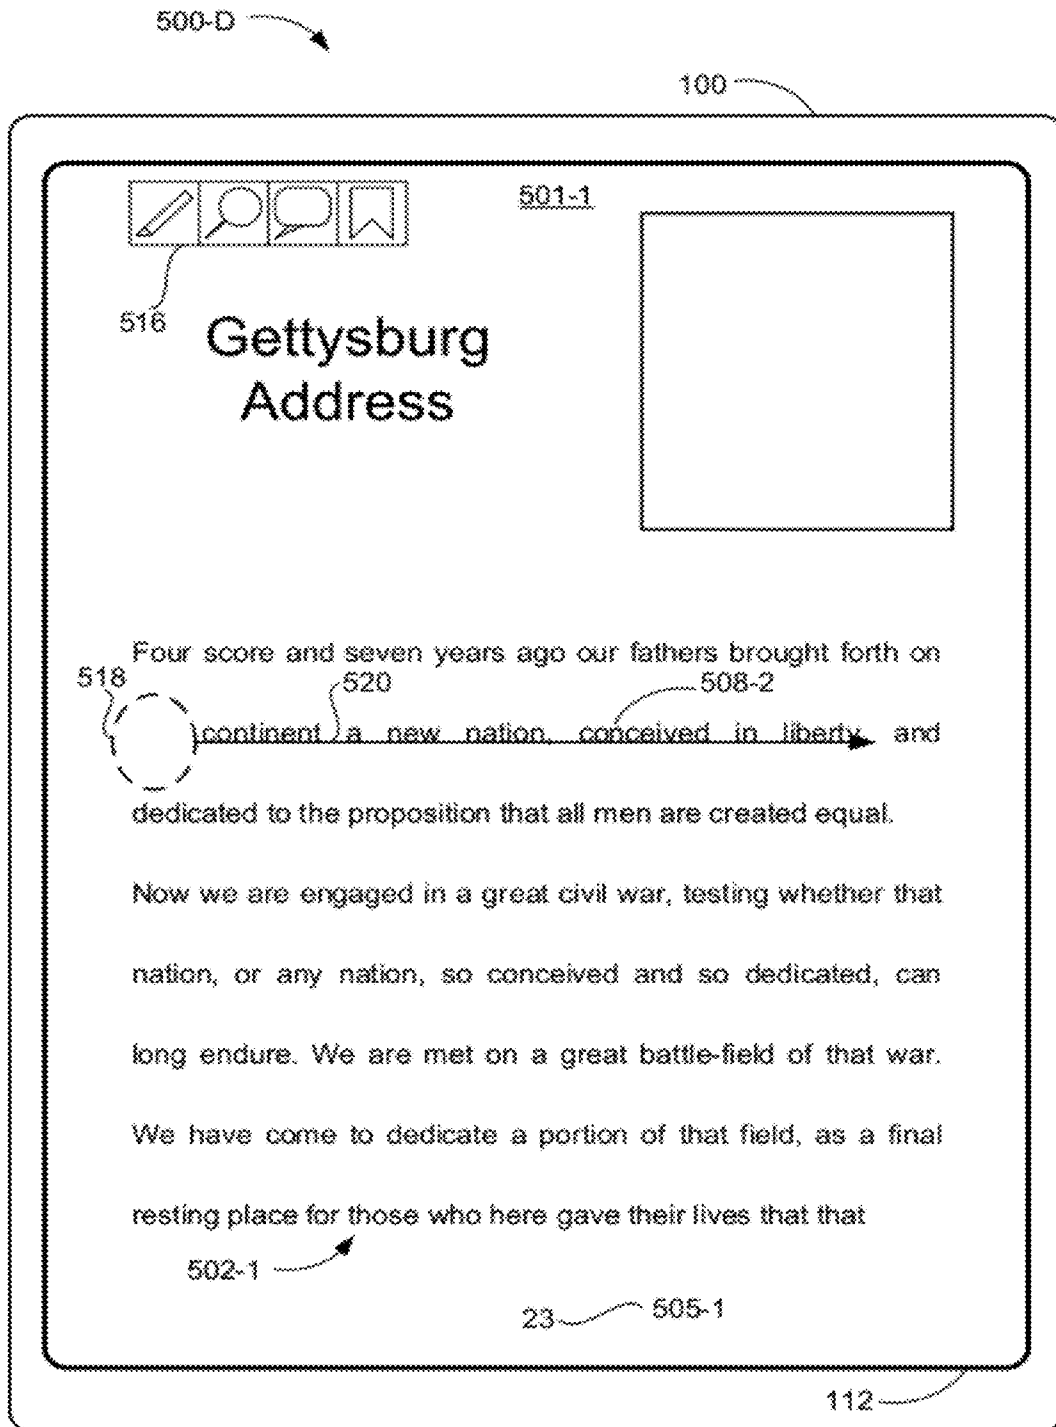 500-D
100
501-1
516
Gettysburg
Address
Four score and seven years ago our fathers brought forth on
518
520
508-2
continent a new nation, conceived in liberty, and
dedicated to the proposition that all men are created equal.
Now we are engaged in a great civil war, testing whether that
nation, or any nation, so conceived and so dedicated, can
long endure. We are met on a great battle-field of that war.
We have come to dedicate a portion of that field, as a final
resting place for those who here gave their lives that that
502-1
23
505-1
112